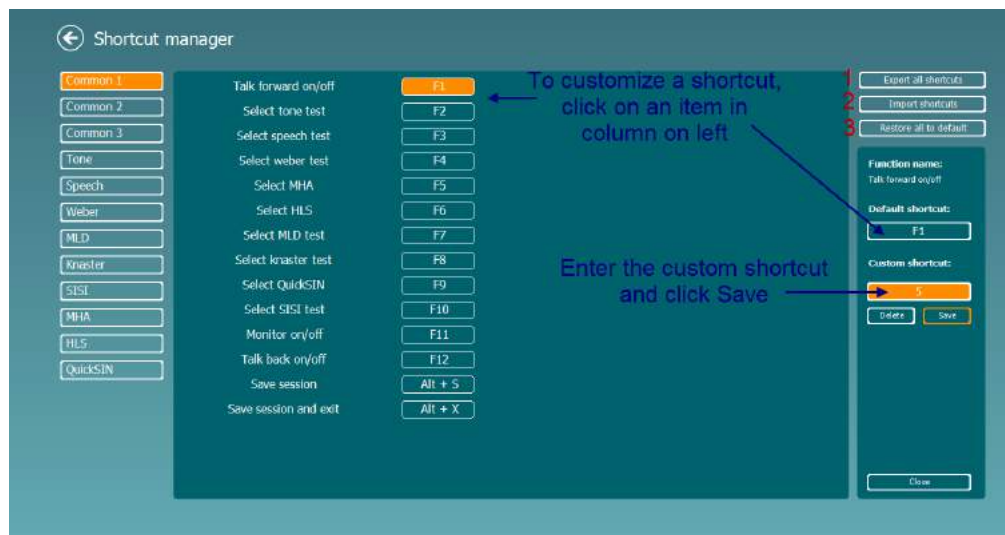 Shortcut manager
Common 1
Common 2
Common 3
Tone
Speech
Weber
MLD
Knaster
SISI
MHA
HLS
QuickSIN
Talk forward on/off F1
Select tone test F2
Select speech test F3
Select weber test F4
Select MHA F5
Select HLS F6
Select MLD test F7
Select knaster test F8
Select QuickSIN F9
Select SISI test F10
Monitor on/off F11
Talk back on/off F12
Save session Alt + S
Save session and exit Alt + X
To customize a shortcut,
click on an item in
column on left
Enter the custom shortcut
and click Save
1 Export all shortcuts
2 Import shortcuts
3 Restore all to default
Function name:
Talk forward on/off
Default shortcut:
F1
Custom shortcut:
S
Delete Save
Close